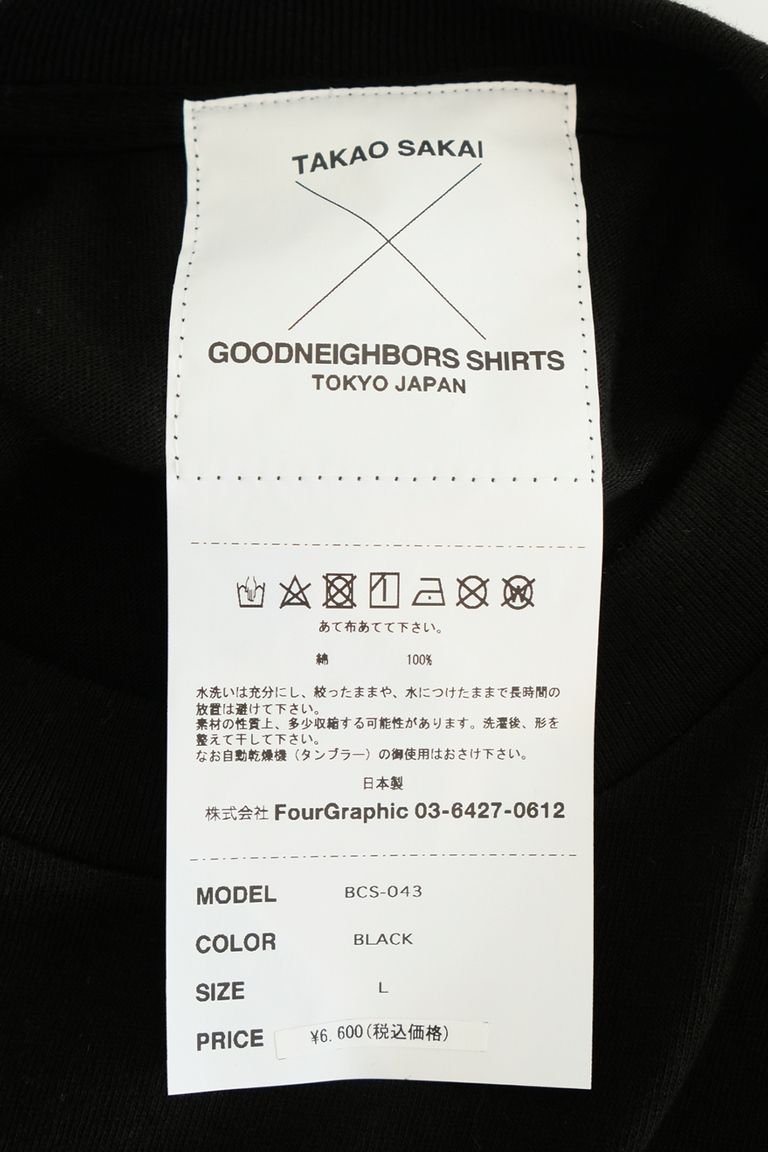 TAKAO SAKAI
GOODNEIGHBORS SHIRTS
TOKYO JAPAN
あて布あてて下さい。
綿 100%
水洗いは充分にし、絞ったままや、水につけたままで長時間の
放置は避けて下さい。
素材の性質上、多少収縮する可能性があります。洗濯後、形を
整えて干して下さい。
なお自動乾燥機（タンブラー）の御使用はおさけ下さい。
日本製
株式会社 FourGraphic 03-6427-0612
MODEL BCS-043
COLOR BLACK
SIZE L
PRICE ¥6.600(税込価格)